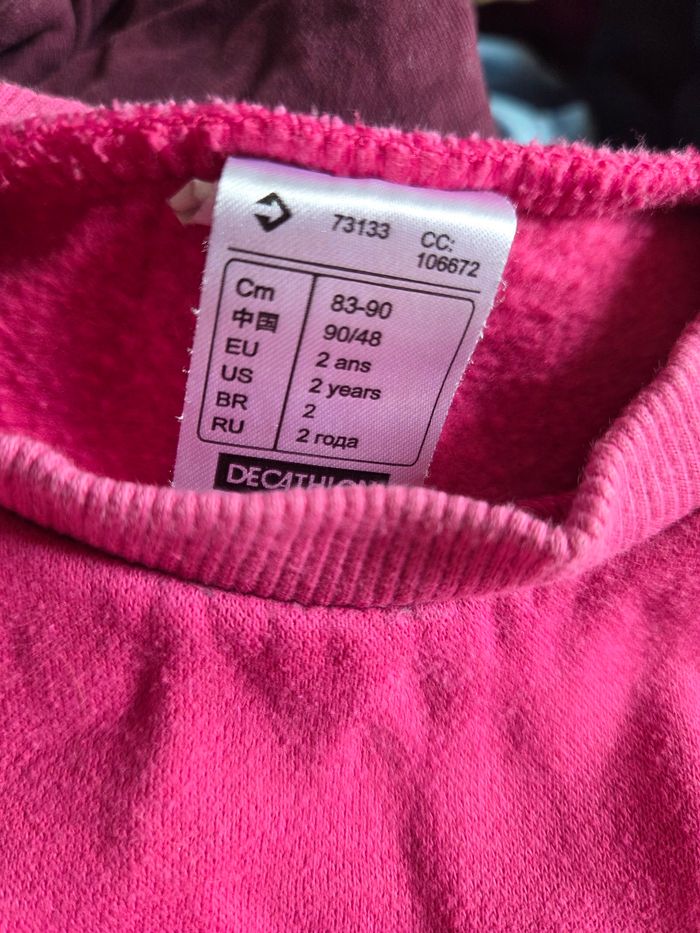 73133 CC:
106672
Cm 83-90
中国 90/48
EU 2 ans
US 2 years
BR 2
RU 2 года
DECATHLON